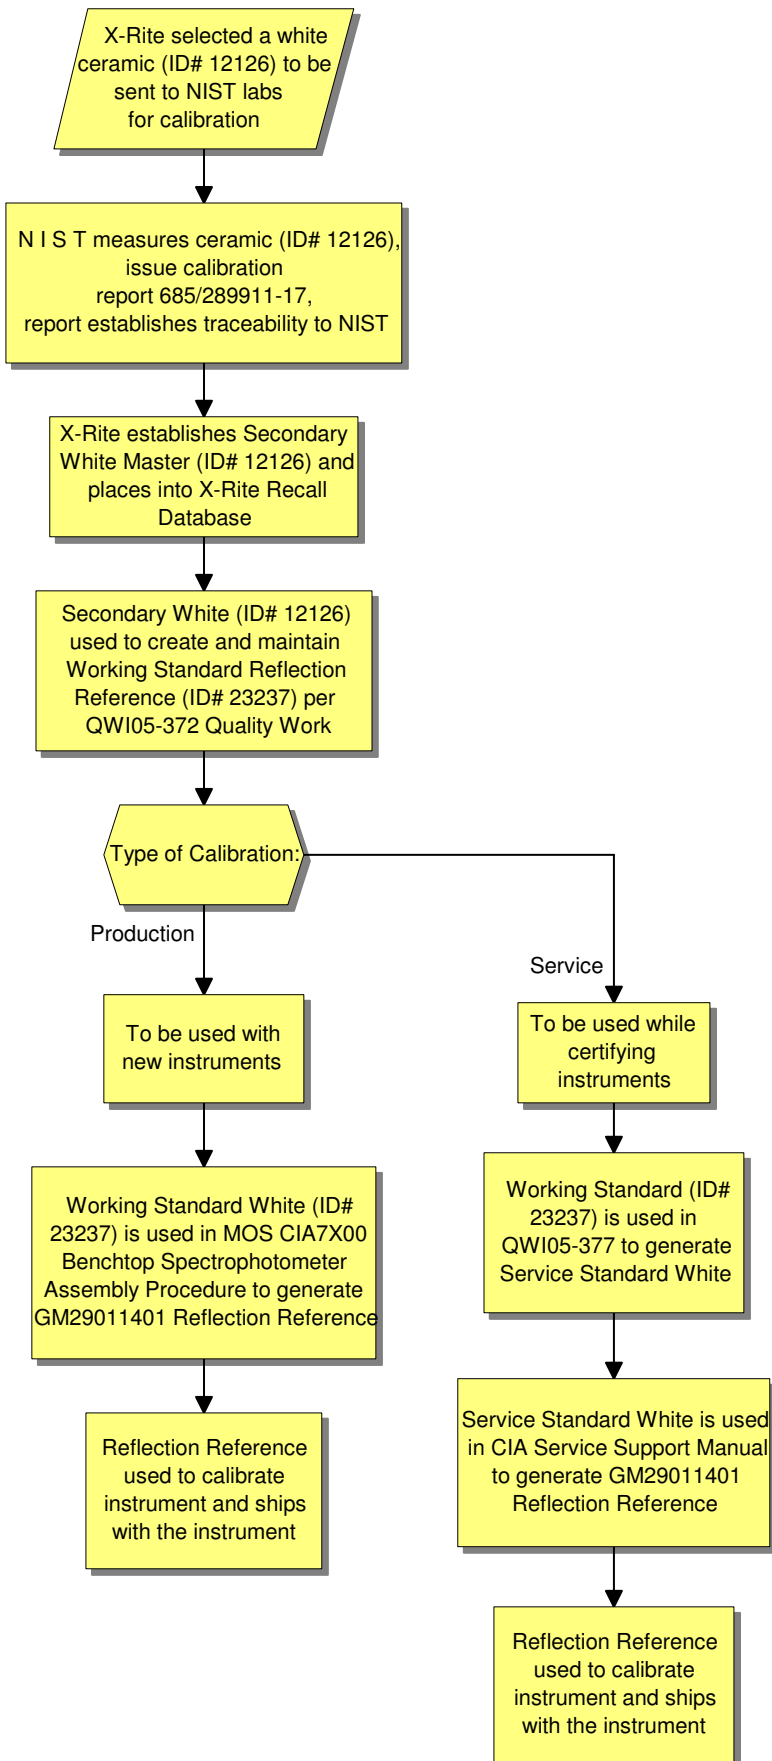 X-Rite selected a white
ceramic (ID# 12126) to be
sent to NIST labs
for calibration
N I S T measures ceramic (ID# 12126),
issue calibration
report 685/289911-17,
report establishes traceability to NIST
X-Rite establishes Secondary
White Master (ID# 12126) and
places into X-Rite Recall
Database
Secondary White (ID# 12126)
used to create and maintain
Working Standard Reflection
Reference (ID# 23237) per
QWI05-372 Quality Work
Type of Calibration:
Production
Service
To be used with
new instruments
To be used while
certifying
instruments
Working Standard White (ID#
23237) is used in MOS CIA7X00
Benchtop Spectrophotometer
Assembly Procedure to generate
GM29011401 Reflection Reference
Working Standard (ID#
23237) is used in
QWI05-377 to generate
Service Standard White
Reflection Reference
used to calibrate
instrument and ships
with the instrument
Service Standard White is used
in CIA Service Support Manual
to generate GM29011401
Reflection Reference
Reflection Reference
used to calibrate
instrument and ships
with the instrument